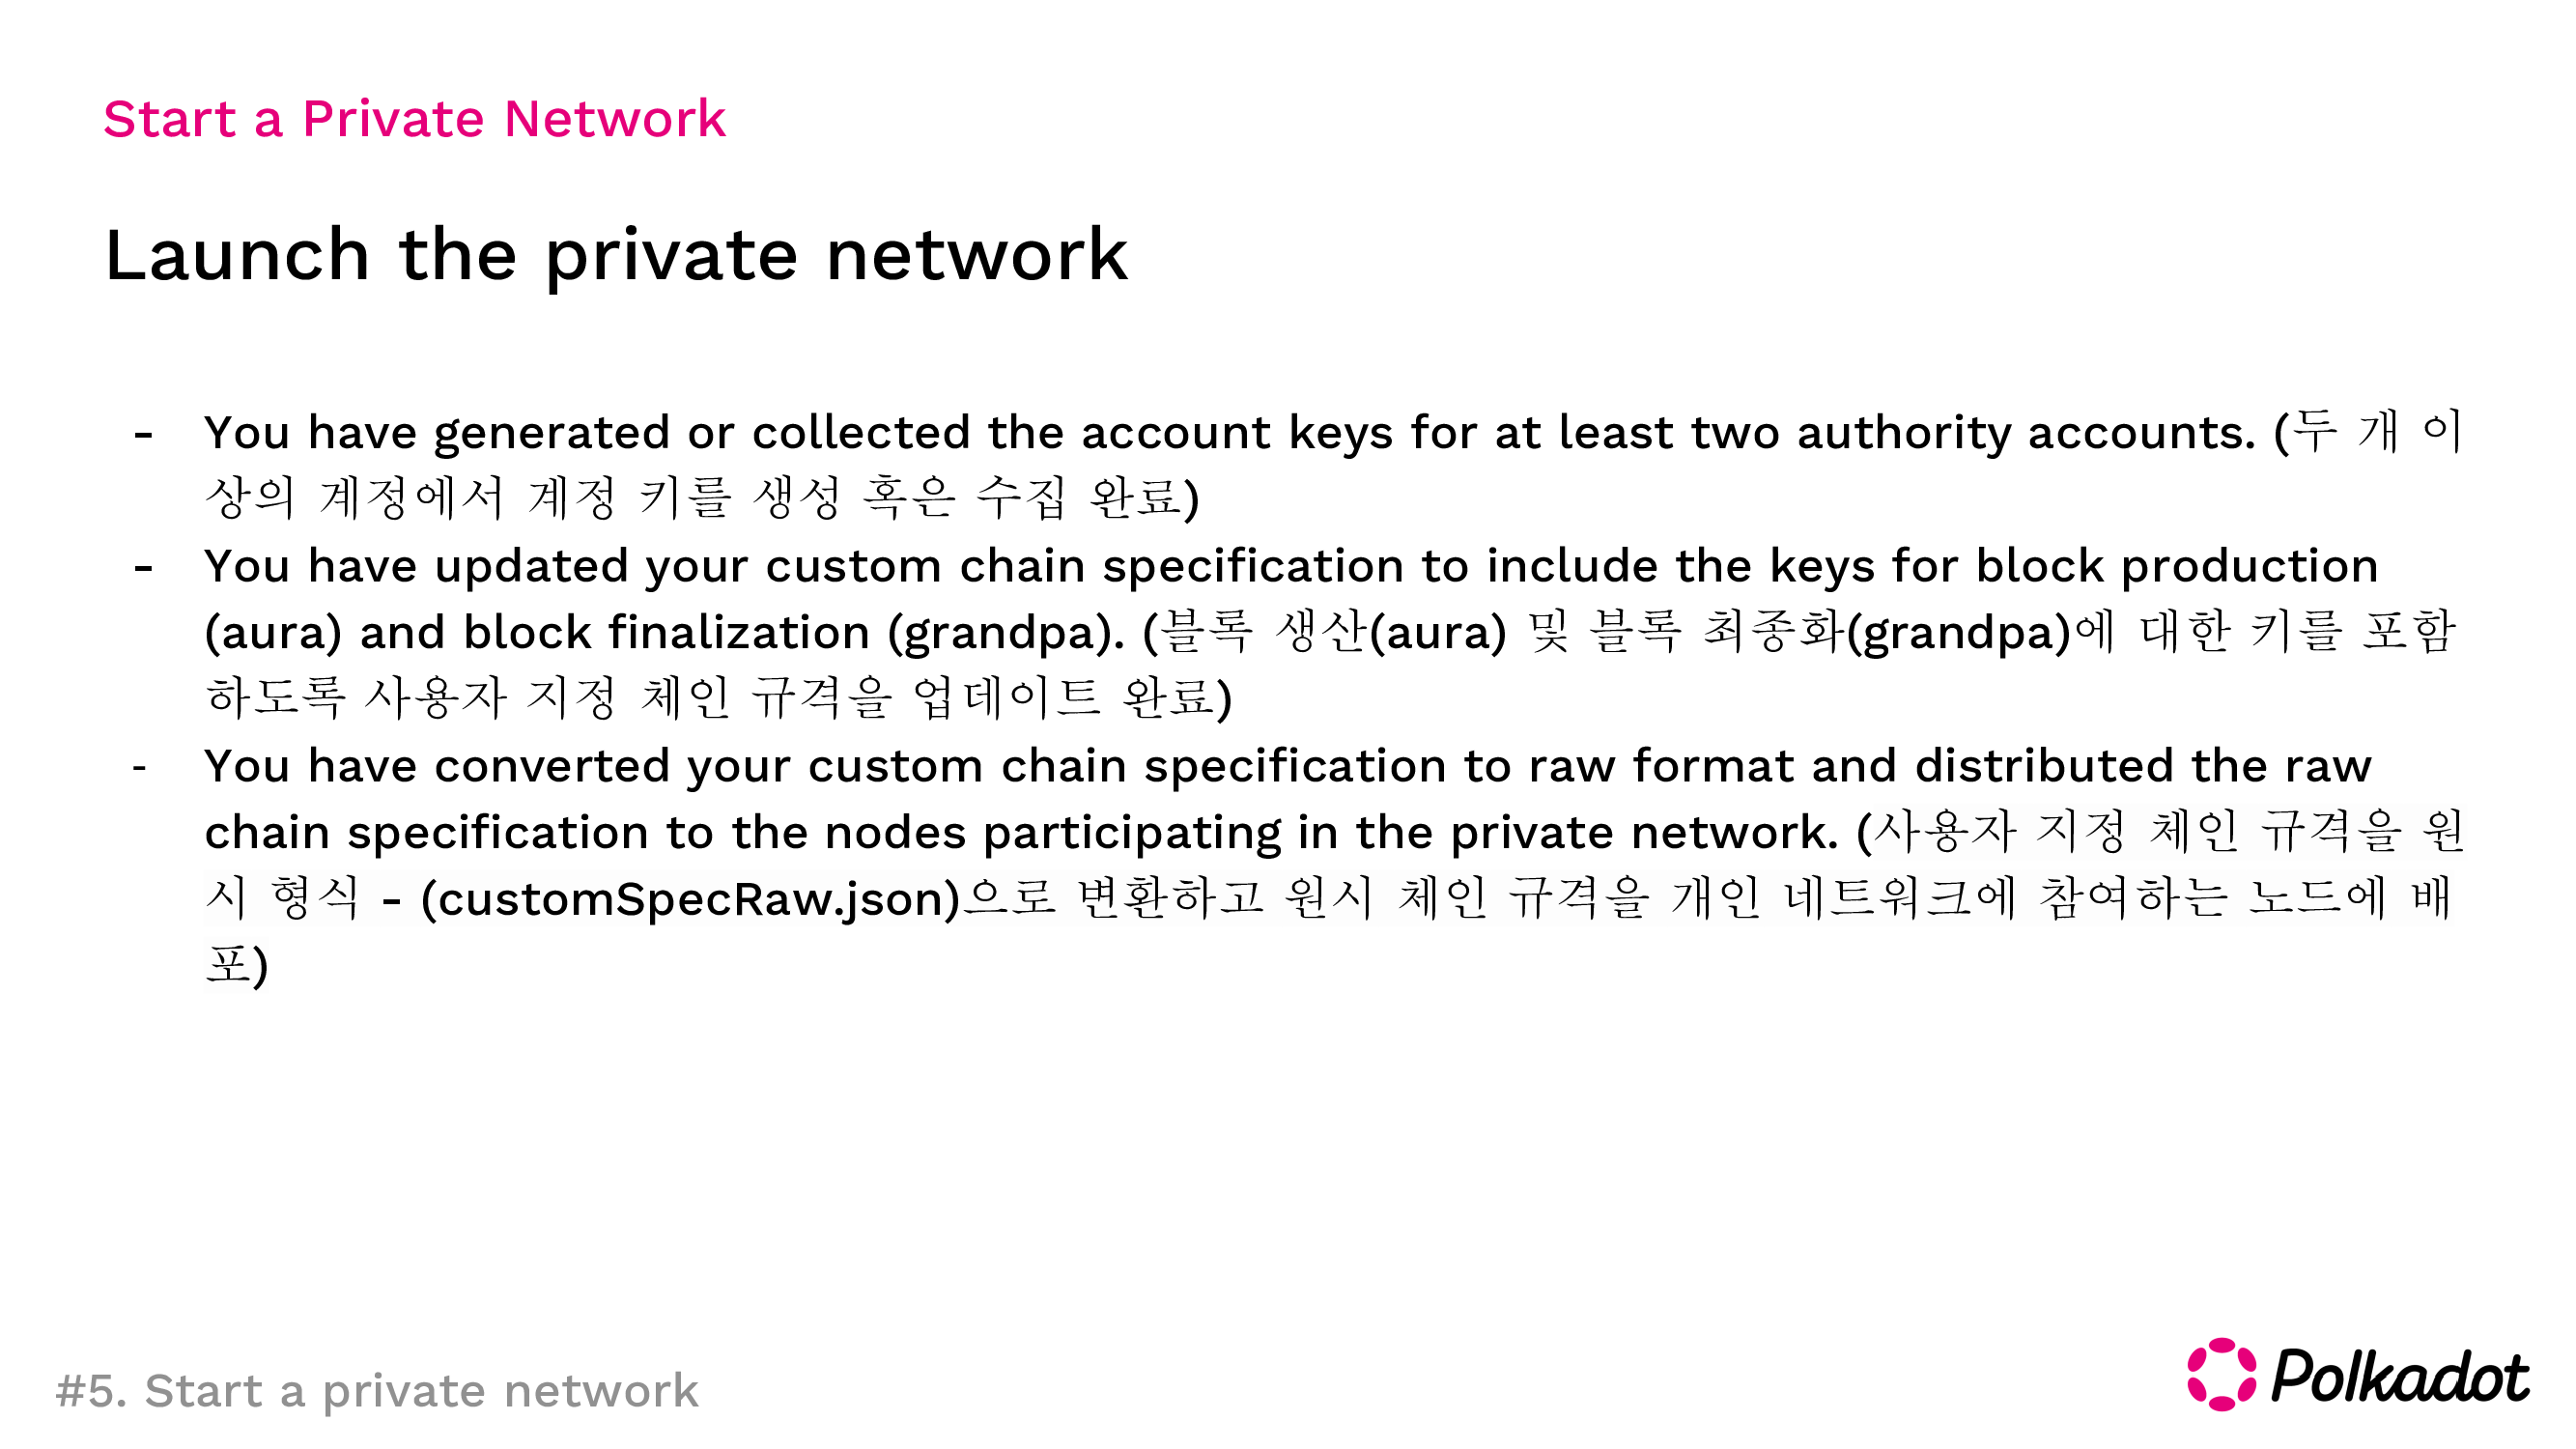 Start a Private Network
Launch the private network
- You have generated or collected the account keys for at least two authority accounts. (두 개 이
상의 계정에서 계정 키를 생성 혹은 수집 완료)
- You have updated your custom chain specification to include the keys for block production
(aura) and block finalization (grandpa). (블록 생산(aura) 및 블록 최종화(grandpa)에 대한 키를 포함
하도록 사용자 지정 체인 규격을 업데이트 완료)
- You have converted your custom chain specification to raw format and distributed the raw
chain specification to the nodes participating in the private network. (사용자 지정 체인 규격을 원
시 형식 - (customSpecRaw.json)으로 변환하고 원시 체인 규격을 개인 네트워크에 참여하는 노드에 배
포)
#5. Start a private network
Polkadot